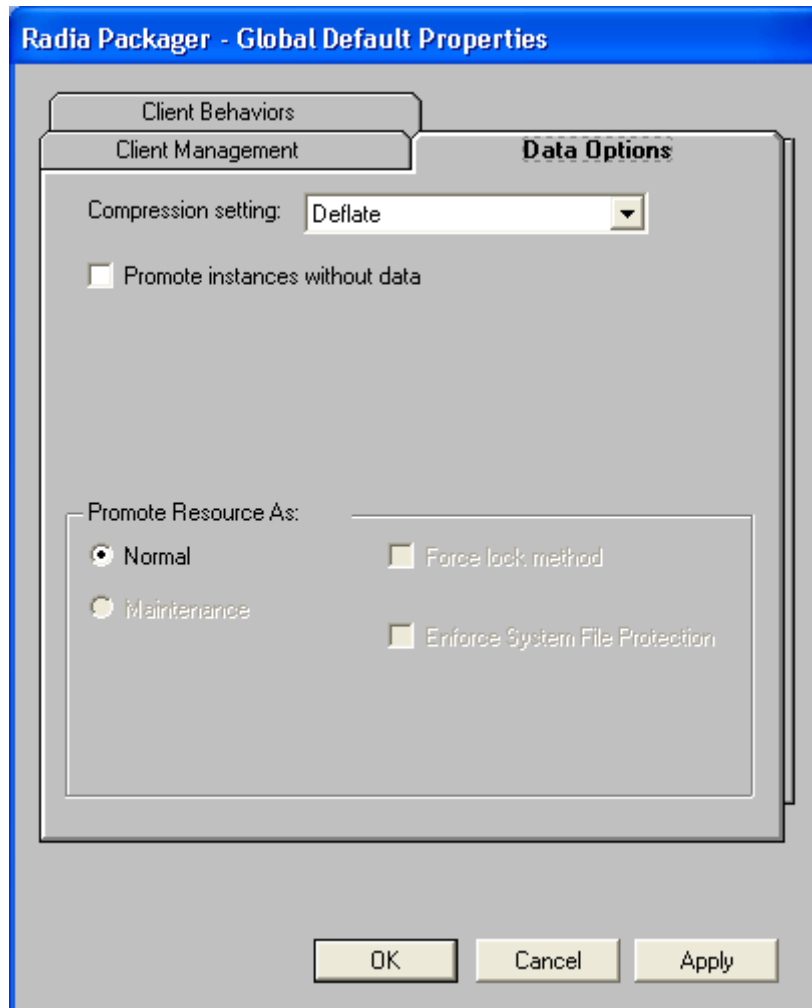 Radia Packager - Global Default Properties
Client Behaviors
Client Management
Data Options
Compression setting:
Deflate
Promote instances without data
Promote Resource As:
Normal
Force lock method
Maintenance
Enforce System File Protection
OK
Cancel
Apply